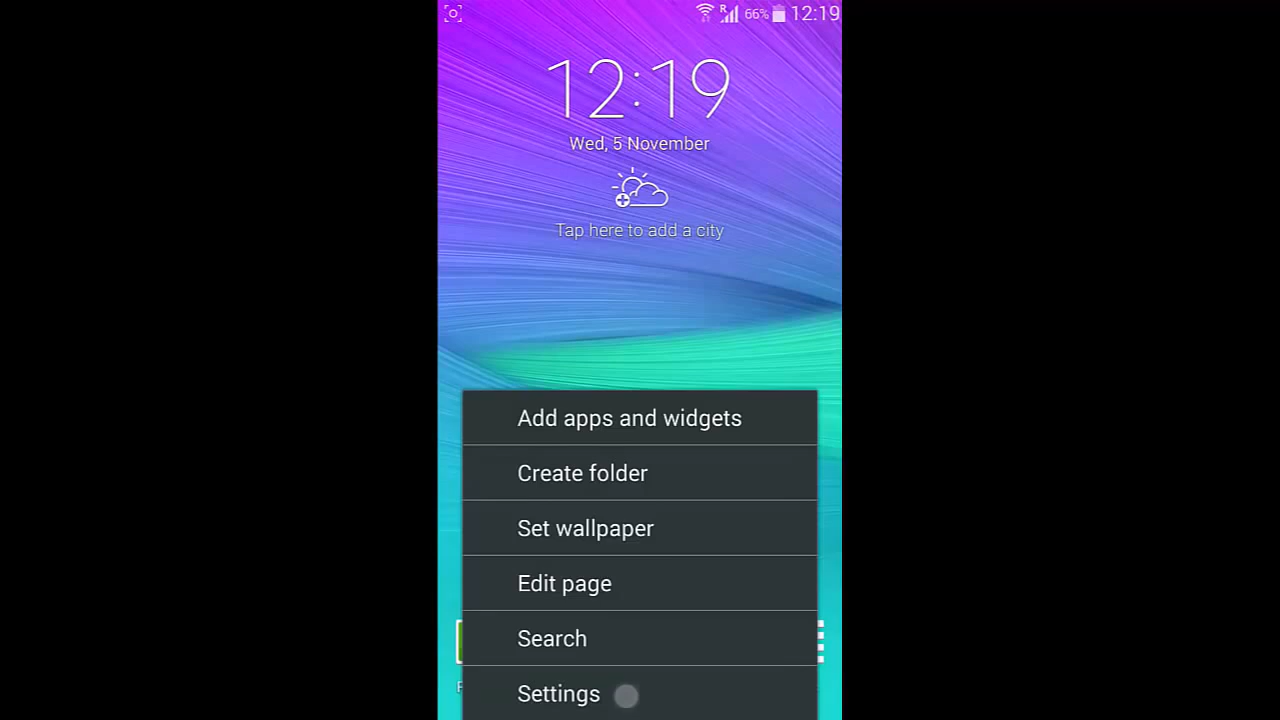 R 66% 12:19
12:19
Wed, 5 November
Tap here to add a city
Add apps and widgets
Create folder
Set wallpaper
Edit page
Search
Settings